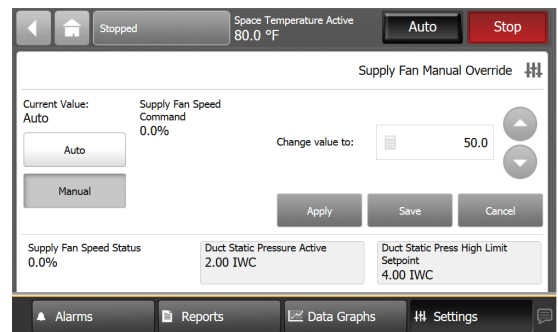 Stopped
Space Temperature Active
80.0 °F
Auto
Stop
Supply Fan Manual Override
Current Value:
Auto
Supply Fan Speed
Command
0.0%
Auto
Manual
Change value to:
50.0
Apply
Save
Cancel
Supply Fan Speed Status
0.0%
Duct Static Pressure Active
2.00 IWC
Duct Static Press High Limit
Setpoint
4.00 IWC
Alarms
Reports
Data Graphs
Settings